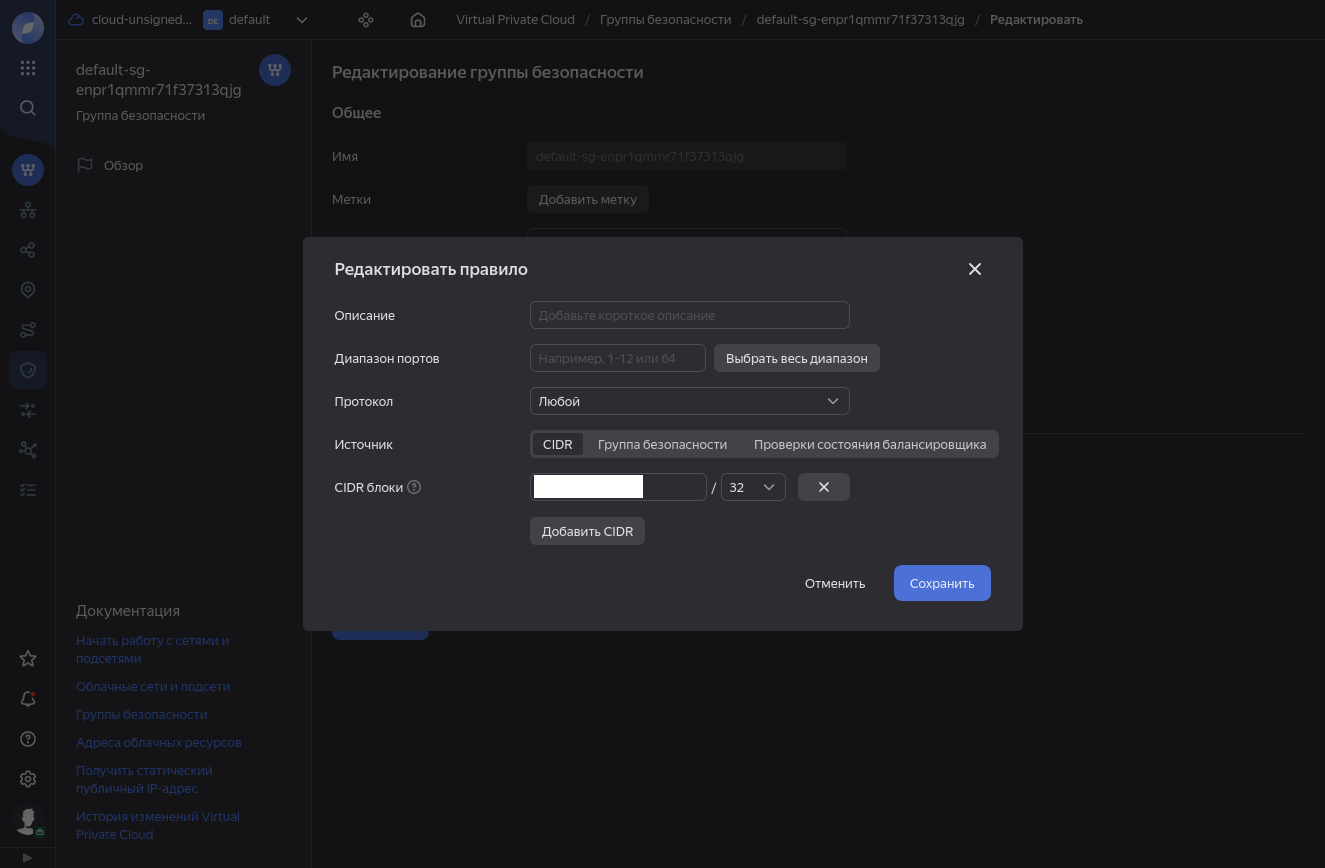 cloud-unsigned...
DE
default
Virtual Private Cloud / Группы безопасности / default-sg-enpr1qmmr71f37313qjg / Редактировать
default-sg-
enpr1qmmr71f37313qjg
Группа безопасности
Обзор
Редактирование группы безопасности
Общее
Имя
default-sg-enpr1qmmr71f37313qjg
Метки
Добавить метку
Редактировать правило
Описание
Добавьте короткое описание
Диапазон портов
Например, 1-12 или 64
Выбрать весь диапазон
Протокол
Любой
Источник
CIDR
Группа безопасности
Проверки состояния балансировщика
CIDR блоки
/ 32
Добавить CIDR
Отменить
Сохранить
Документация
Начать работу с сетями и
подсетями
Облачные сети и подсети
Группы безопасности
Адреса облачных ресурсов
Получить статический
публичный IP-адрес
История изменений Virtual
Private Cloud